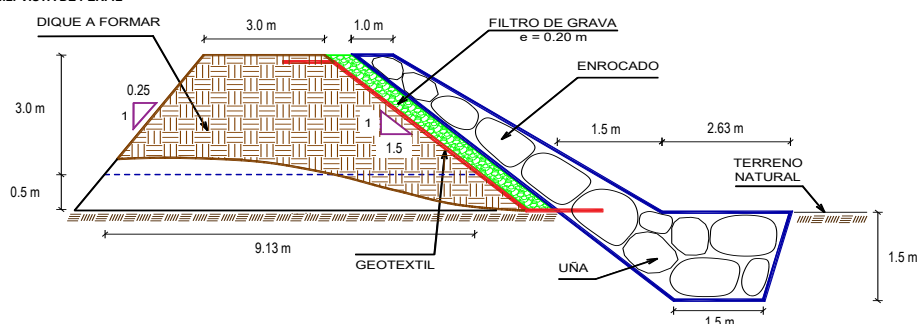 DIQUE A FORMAR
3.0 m
1.0 m
FILTRO DE GRAVA
e = 0.20 m
ENROCADO
0.25
1
3.0 m
1
1.5
1.5 m
2.63 m
TERRENO
NATURAL
0.5 m
9.13 m
GEOTEXTIL
UÑA
1.5 m
1.5 m